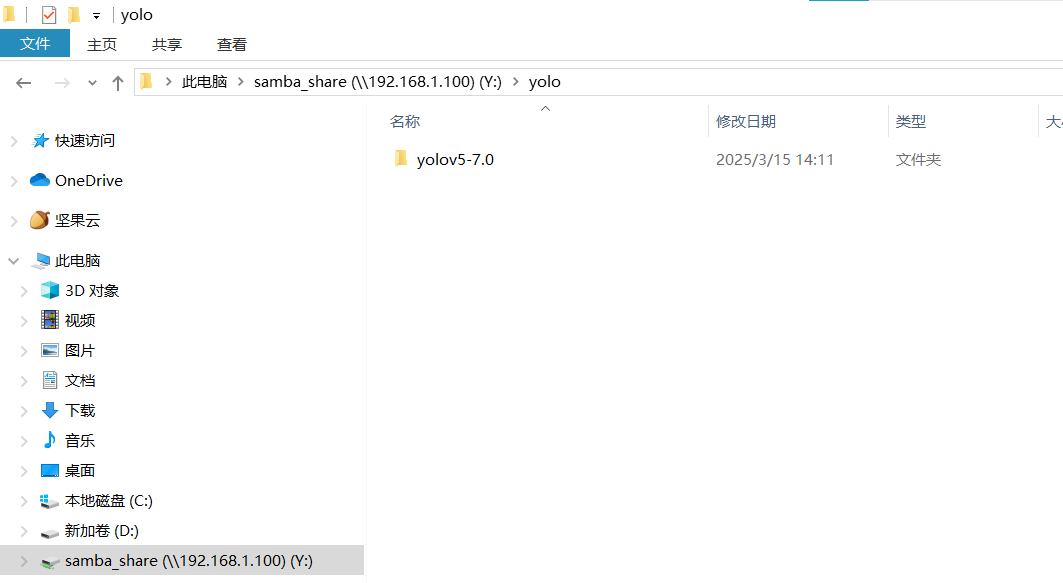 yolo
文件 主页 共享 查看
此电脑 samba_share (\\192.168.1.100) (Y:) yolo
名称 修改日期 类型
yolov5-7.0 2025/3/15 14:11 文件夹
快速访问
OneDrive
坚果云
此电脑
3D 对象
视频
图片
文档
下载
音乐
桌面
本地磁盘 (C:)
新加卷 (D:)
samba_share (\\192.168.1.100) (Y:)